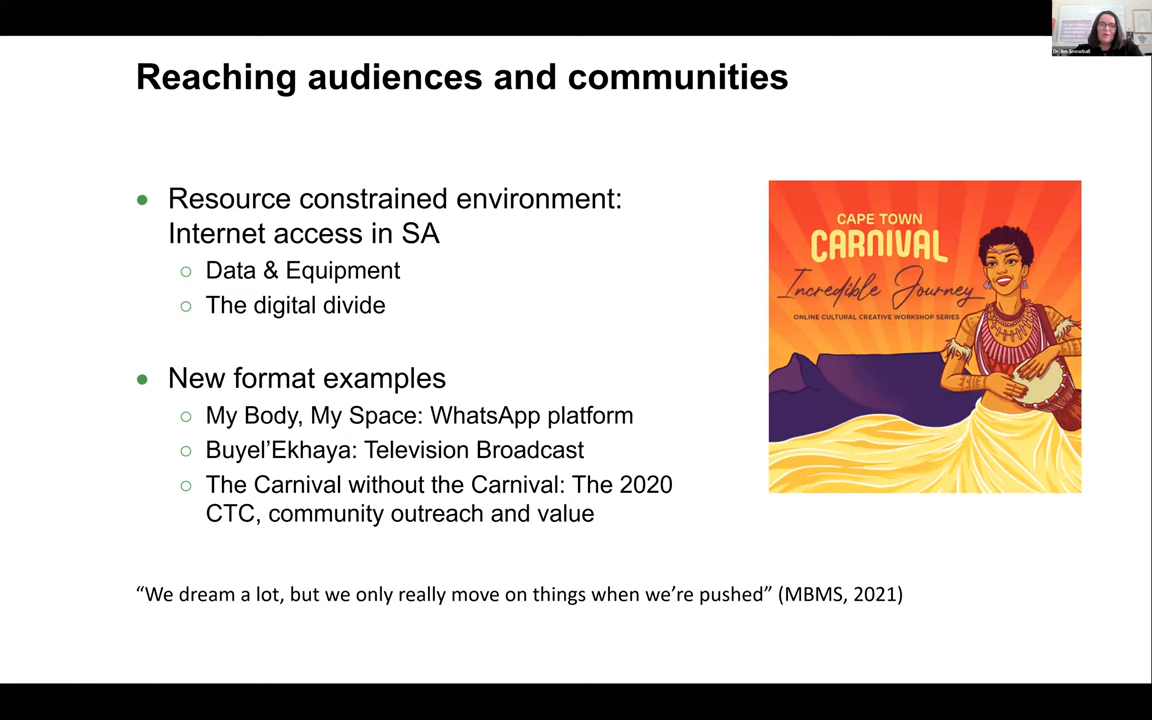 Dr Jen Snowball
Reaching audiences and communities
Resource constrained environment:
Internet access in SA
Data & Equipment
The digital divide
New format examples
My Body, My Space: WhatsApp platform
Buyel’Ekhaya: Television Broadcast
The Carnival without the Carnival: The 2020
CTC, community outreach and value
CAPE TOWN
CARNIVAL
Incredible Journey
ONLINE CULTURAL CREATIVE WORKSHOP SERIES
“We dream a lot, but we only really move on things when we’re pushed” (MBMS, 2021)